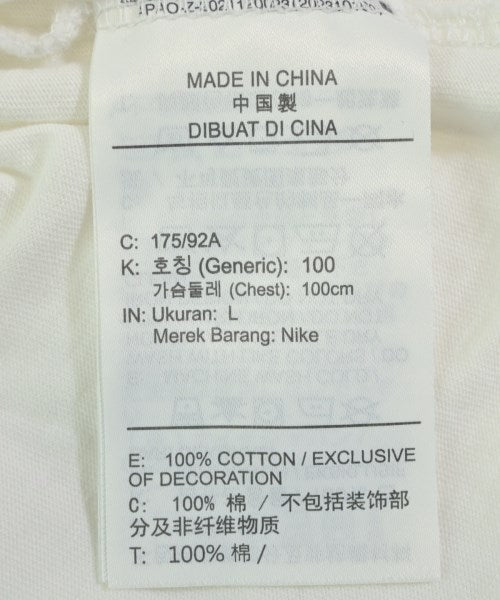 MADE IN CHINA
中国製
DIBUAT DI CINA
C: 175/92A
K: 호칭 (Generic): 100
가슴둘레 (Chest): 100cm
IN: Ukuran: L
Merek Barang: Nike
E: 100% COTTON / EXCLUSIVE
OF DECORATION
C: 100% 棉 / 不包括装饰部
分及非纤维物质
T: 100% 棉 /